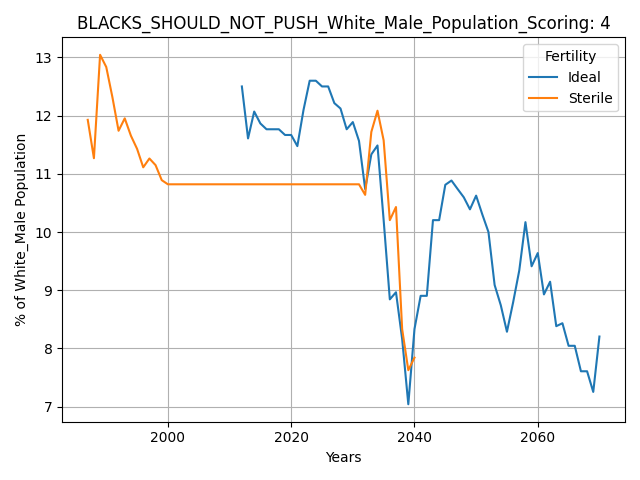 BLACKS_SHOULD_NOT_PUSH_White_Male_Population_Scoring: 4
Fertility
Ideal
Sterile
% of White_Male Population
13
12
11
10
9
8
7
2000 2020 2040 2060
Years